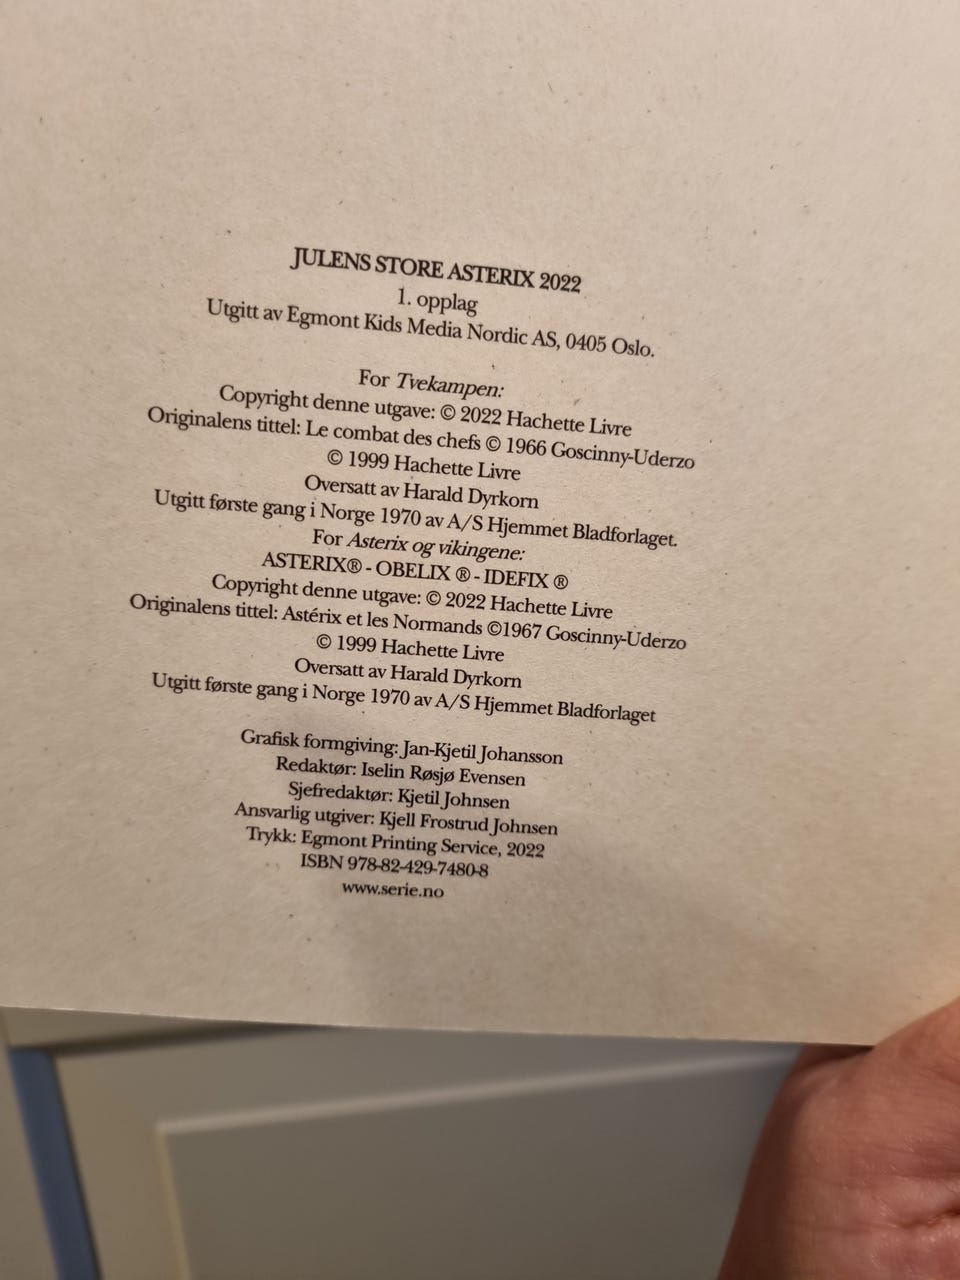 JULENS STORE ASTERIX 2022
1. opplag
Utgitt av Egmont Kids Media Nordic AS, 0405 Oslo.
For Tvekampen:
Copyright denne utgave: © 2022 Hachette Livre
Originalens tittel: Le combat des chefs © 1966 Goscinny-Uderzo
© 1999 Hachette Livre
Oversatt av Harald Dyrkorn
Utgitt første gang i Norge 1970 av A/S Hjemmet Bladforlaget.
For Asterix og vikingene:
ASTERIX® - OBELIX ® - IDEFIX ®
Copyright denne utgave: © 2022 Hachette Livre
Originalens tittel: Astérix et les Normands ©1967 Goscinny-Uderzo
© 1999 Hachette Livre
Oversatt av Harald Dyrkorn
Utgitt første gang i Norge 1970 av A/S Hjemmet Bladforlaget
Grafisk formgiving: Jan-Kjetil Johansson
Redaktør: Iselin Røsjø Evensen
Sjefredaktør: Kjetil Johnsen
Ansvarlig utgiver: Kjell Frostrud Johnsen
Trykk: Egmont Printing Service, 2022
ISBN 978-82-429-7480-8
www.serie.no